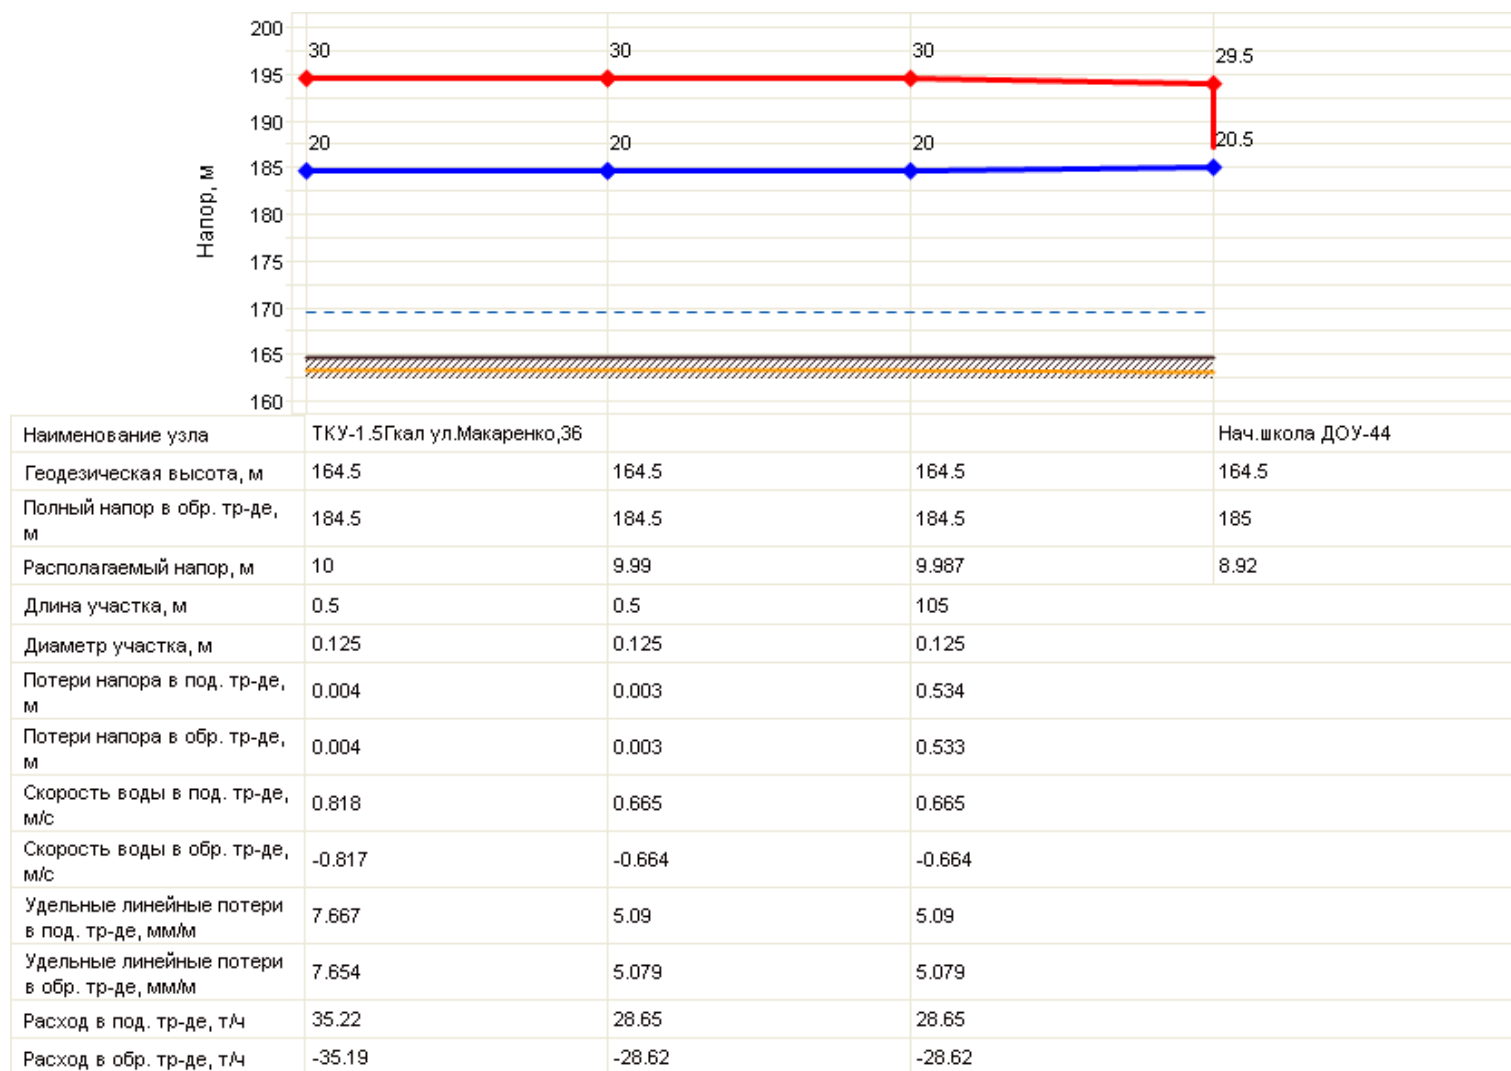 200
30 30 30 29.5
195
190
20 20 20 20.5
185
180
175
170
165
160
Напор, м
Наименование узла ТКУ-1.5Гкал ул.Макаренко,36 Нач.школа ДОУ-44
Геодезическая высота, м 164.5 164.5 164.5 164.5
Полный напор в обр. тр-де,
м 184.5 184.5 184.5 185
Располагаемый напор, м 10 9.99 9.987 8.92
Длина участка, м 0.5 0.5 105
Диаметр участка, м 0.125 0.125 0.125
Потери напора в под. тр-де,
м 0.004 0.003 0.534
Потери напора в обр. тр-де,
м 0.004 0.003 0.533
Скорость воды в под. тр-де,
м/с 0.818 0.665 0.665
Скорость воды в обр. тр-де,
м/с -0.817 -0.664 -0.664
Удельные линейные потери
в под. тр-де, мм/м 7.667 5.09 5.09
Удельные линейные потери
в обр. тр-де, мм/м 7.654 5.079 5.079
Расход в под. тр-де, т/ч 35.22 28.65 28.65
Расход в обр. тр-де, т/ч -35.19 -28.62 -28.62